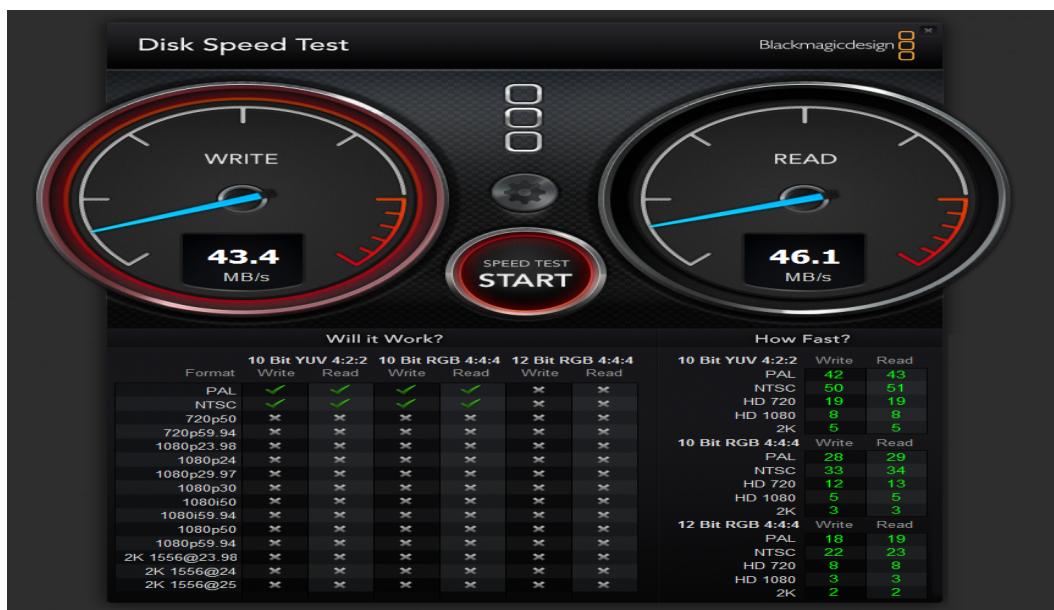 Disk Speed Test
Blackmagicdesign
WRITE
43.4
MB/s
SPEED TEST
START
READ
46.1
MB/s
Will it Work?
10 Bit YUV 4:2:2 10 Bit RGB 4:4:4 12 Bit RGB 4:4:4
Format Write Read Write Read Write Read
PAL
NTSC
720p50
720p59.94
1080p23.98
1080p24
1080p29.97
1080p30
1080i50
1080i59.94
1080p50
1080p59.94
2K 1556@23.98
2K 1556@24
2K 1556@25
How Fast?
10 Bit YUV 4:2:2 Write Read
PAL 42 43
NTSC 50 51
HD 720 19 19
HD 1080 8 8
2K 5 5
10 Bit RGB 4:4:4 Write Read
PAL 28 29
NTSC 33 34
HD 720 12 13
HD 1080 5 5
2K 3 3
12 Bit RGB 4:4:4 Write Read
PAL 18 19
NTSC 22 23
HD 720 8 8
HD 1080 3 3
2K 2 2